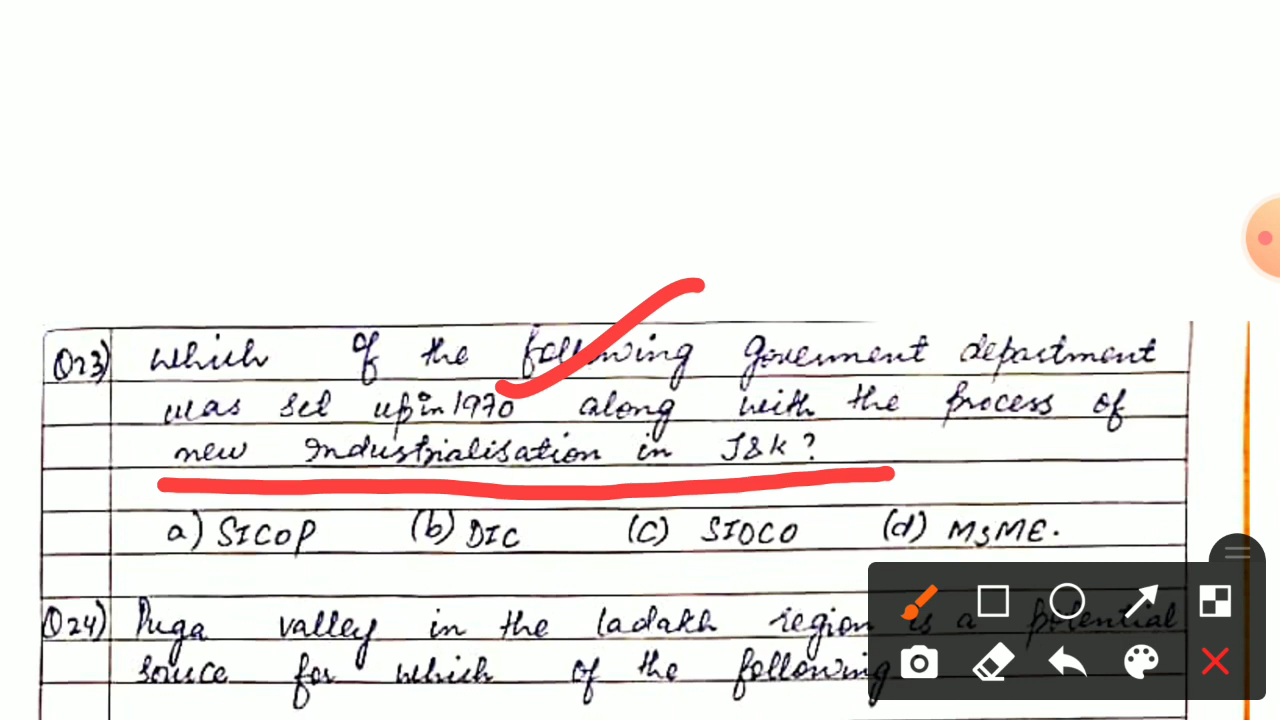 Q23) which of the following Government department
was set up in 1970 along with the process of
new Industrialisation in J&K?
a) SICOP (b) DIC (c) SIDCO (d) MSME.
Q24) Puga valley in the ladakh region is a potential
source for which of the following